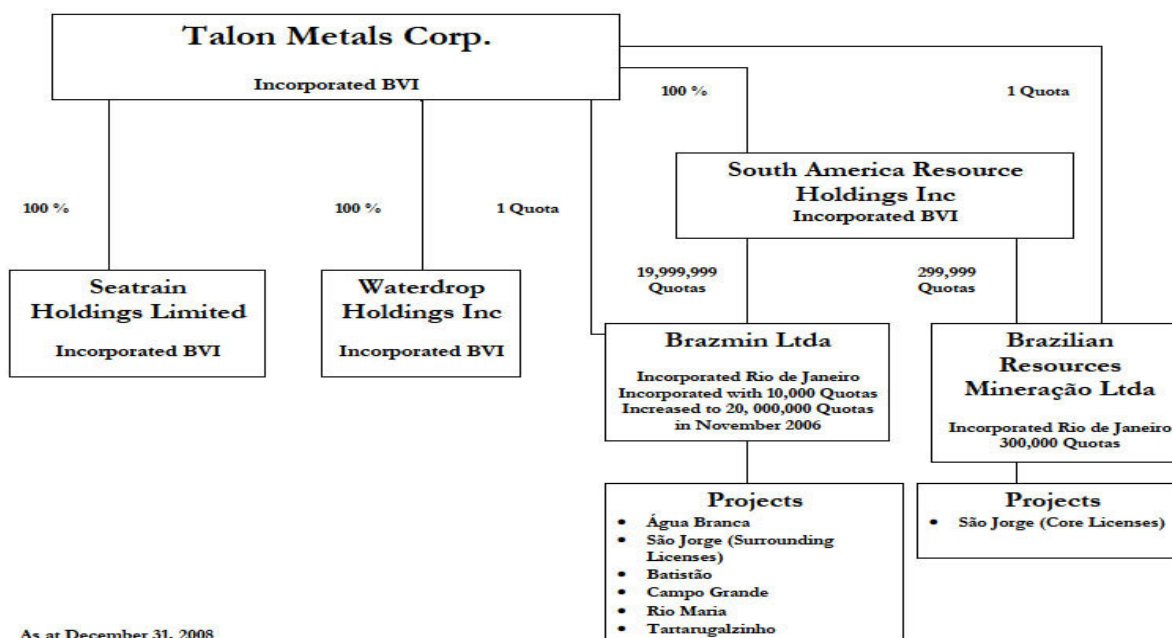 Talon Metals Corp.
Incorporated BVI
100 %
1 Quota
South America Resource
Holdings Inc
Incorporated BVI
100 %
100 %
1 Quota
19,999,999
Quotas
299,999
Quotas
Seatrain
Holdings Limited
Incorporated BVI
Waterdrop
Holdings Inc
Incorporated BVI
Brazmin Ltda
Incorporated Rio de Janeiro
Incorporated with 10,000 Quotas
Increased to 20, 000,000 Quotas
in November 2006
Brazilian
Resources
Mineração Ltda
Incorporated Rio de Janeiro
300,000 Quotas
Projects
• Água Branca
• São Jorge (Surrounding
Licenses)
• Batistão
• Campo Grande
• Rio Maria
• Tartarugalzinho
Projects
• São Jorge (Core Licenses)
As at December 31, 2008